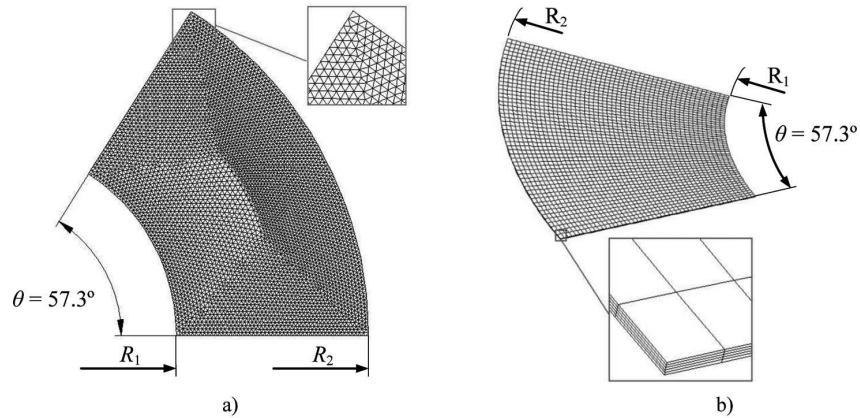 R₂
R₁
θ = 57.3º
θ = 57.3º
R₁
R₂
a)
b)